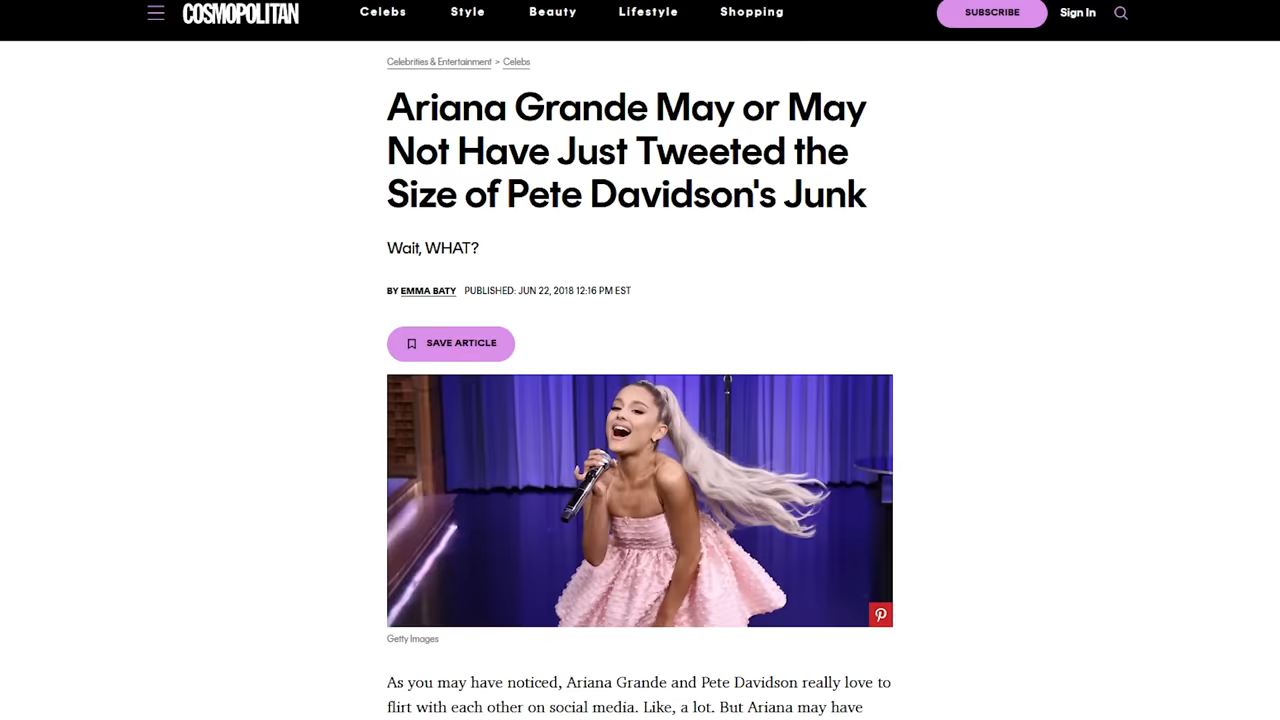 COSMOPOLITAN
Celebs Style Beauty Lifestyle Shopping
SUBSCRIBE Sign In
Celebrities & Entertainment > Celebs
Ariana Grande May or May
Not Have Just Tweeted the
Size of Pete Davidson's Junk
Wait, WHAT?
BY EMMA BATY PUBLISHED: JUN 22, 2018 12:16 PM EST
SAVE ARTICLE
Getty Images
As you may have noticed, Ariana Grande and Pete Davidson really love to
flirt with each other on social media. Like, a lot. But Ariana may have